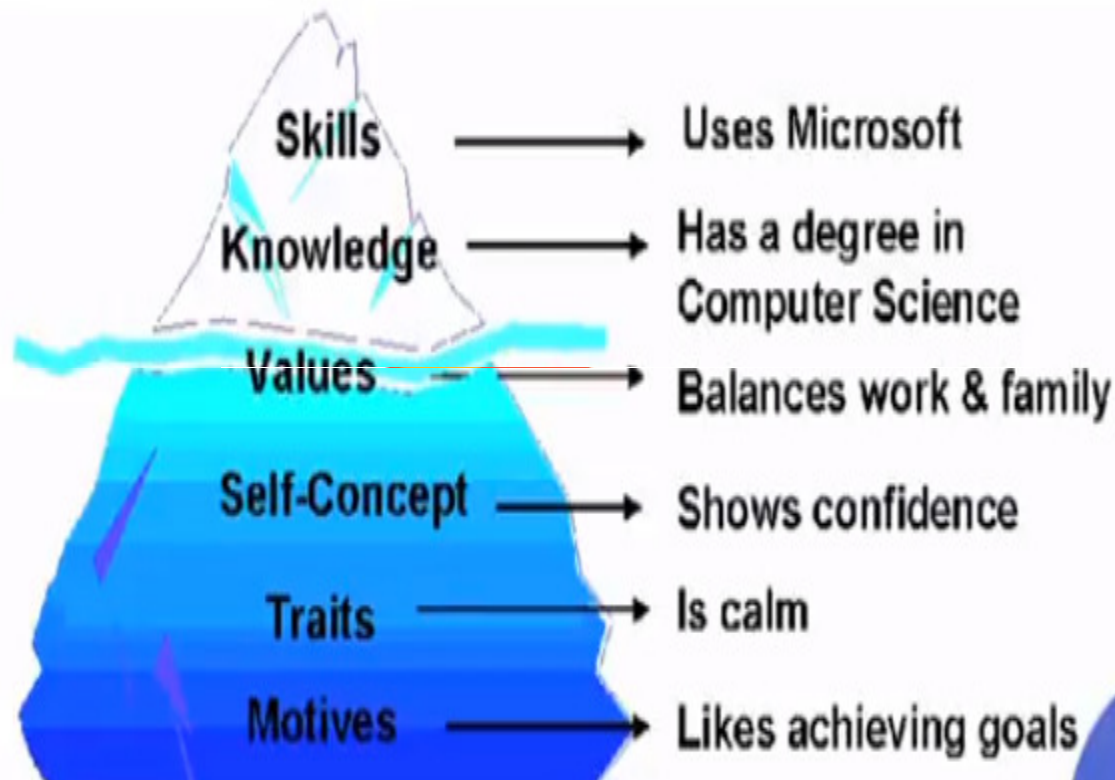 Skills
Uses Microsoft
Knowledge
Has a degree in
Computer Science
Values
Balances work & family
Self-Concept
Shows confidence
Traits
Is calm
Motives
Likes achieving goals